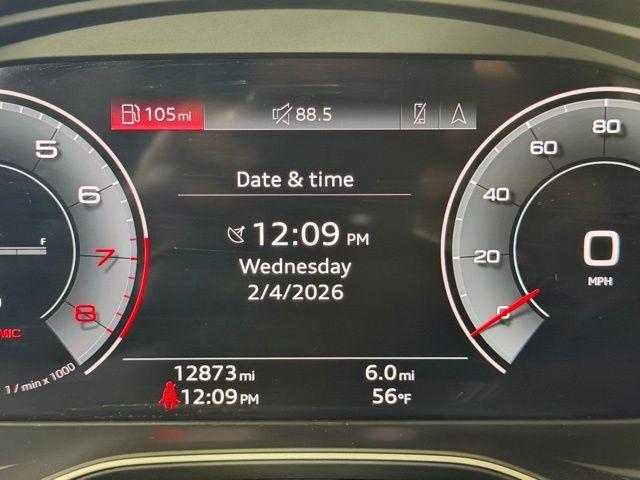 105 mi
88.5
Date & time
12:09 PM
Wednesday
2/4/2026
12873 mi
6.0 mi
12:09 PM
56°F
5
6
7
8
F
1 / min x 1000
80
60
40
20
0
0
MPH